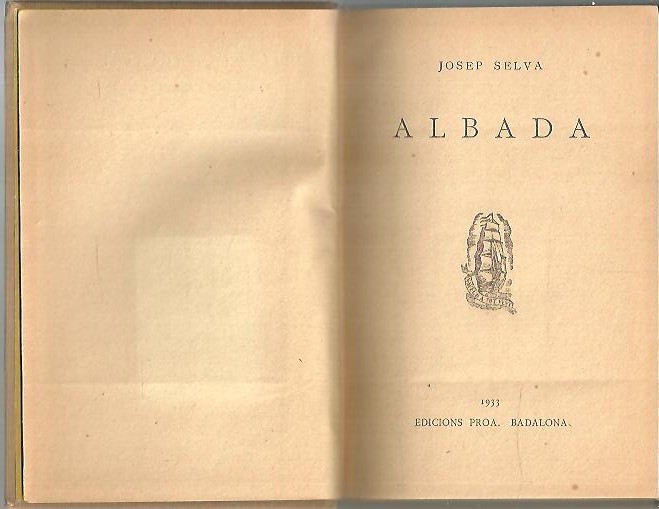 JOSEP SELVA
ALBADA
1933
EDICIONS PROA. BADALONA.